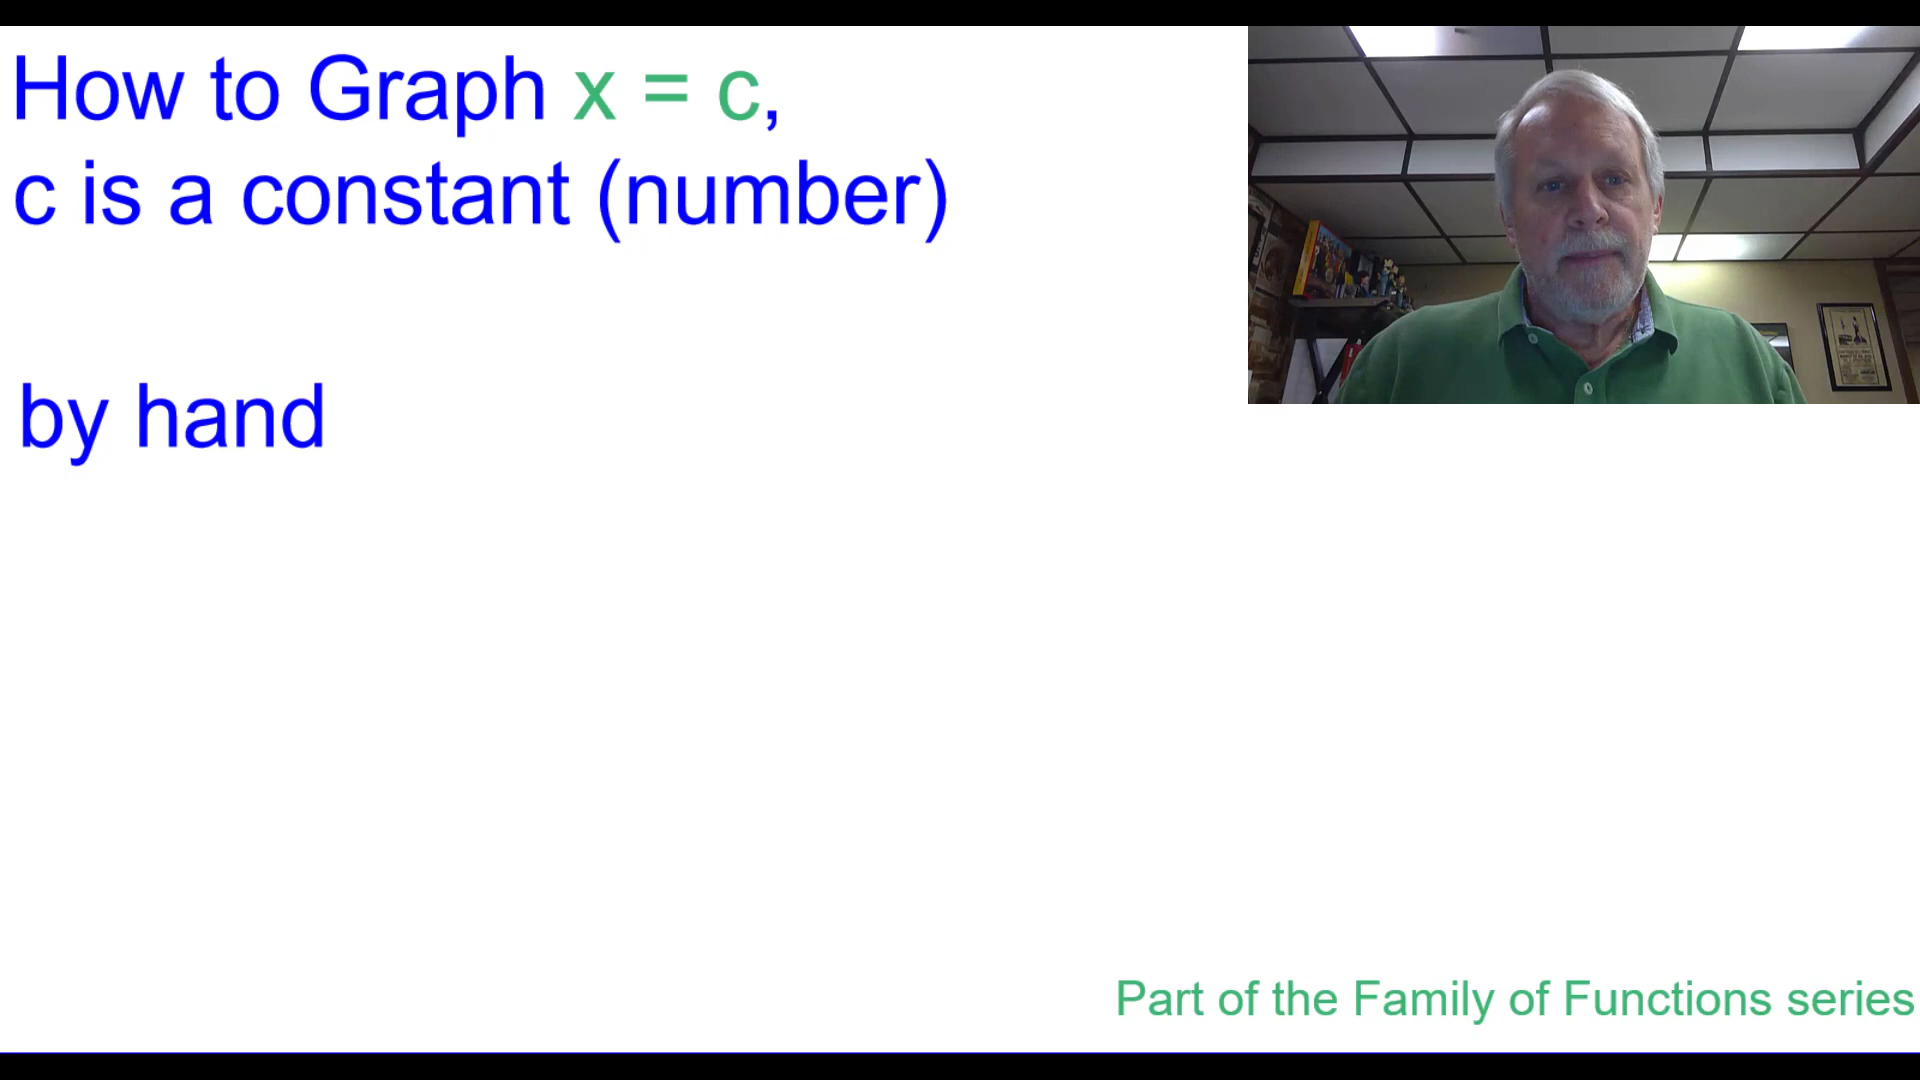 How to Graph x = c,
c is a constant (number)
by hand
Part of the Family of Functions series